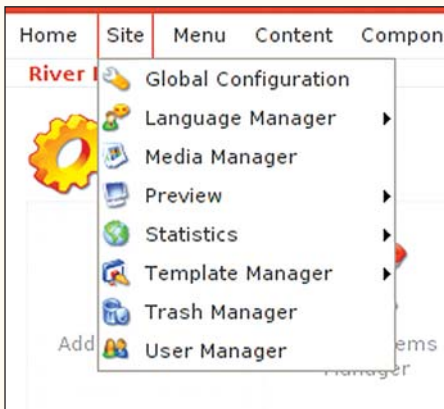 Home Site Menu Content Compon
River
Global Configuration
Language Manager
Media Manager
Preview
Statistics
Template Manager
Trash Manager
Add ems
User Manager
Manager